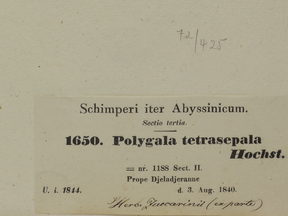 72/425
Schimperi iter Abyssinicum.
Sectio tertia.
1650. Polygala tetrasepala
Hochst.
= nr. 1188 Sect. II.
Prope Djeladjeranne
U. i. 1844. d. 3. Aug. 1840.
Herb. Zuccarinii (ex parte)